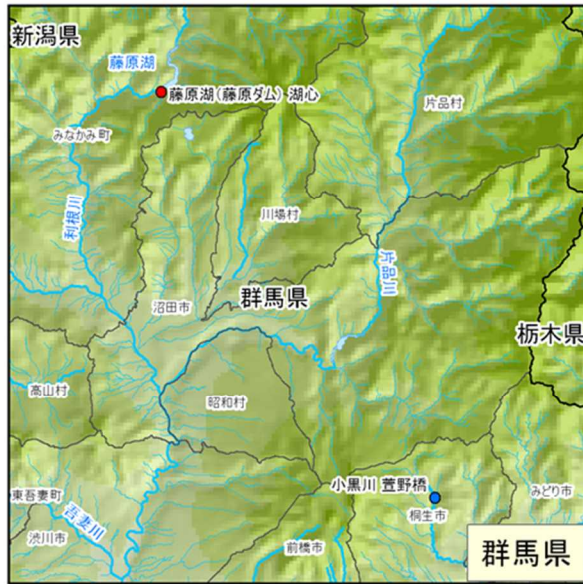 新潟県
藤原湖
藤原湖(藤原ダム) 湖心
片品村
みなかみ町
利根川
川場村
片品川
群馬県
沼田市
栃木県
高山村
昭和村
小黒川 萱野橋
みどり市
東吾妻町
桐生市
吾妻川
渋川市
前橋市
群馬県